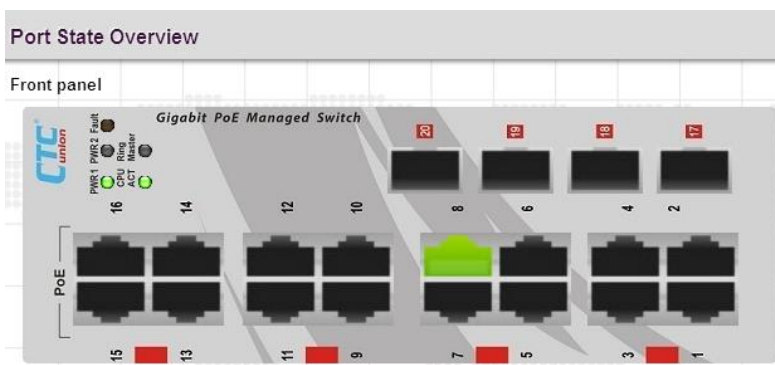 Port State Overview
Front panel
CTC union
Gigabit PoE Managed Switch
PWR1 PWR2 Fault
CPU ACT Ring Master
20 19 18 17
16 14 12 10 8 6 4 2
PoE
15 13 11 9 7 5 3 1